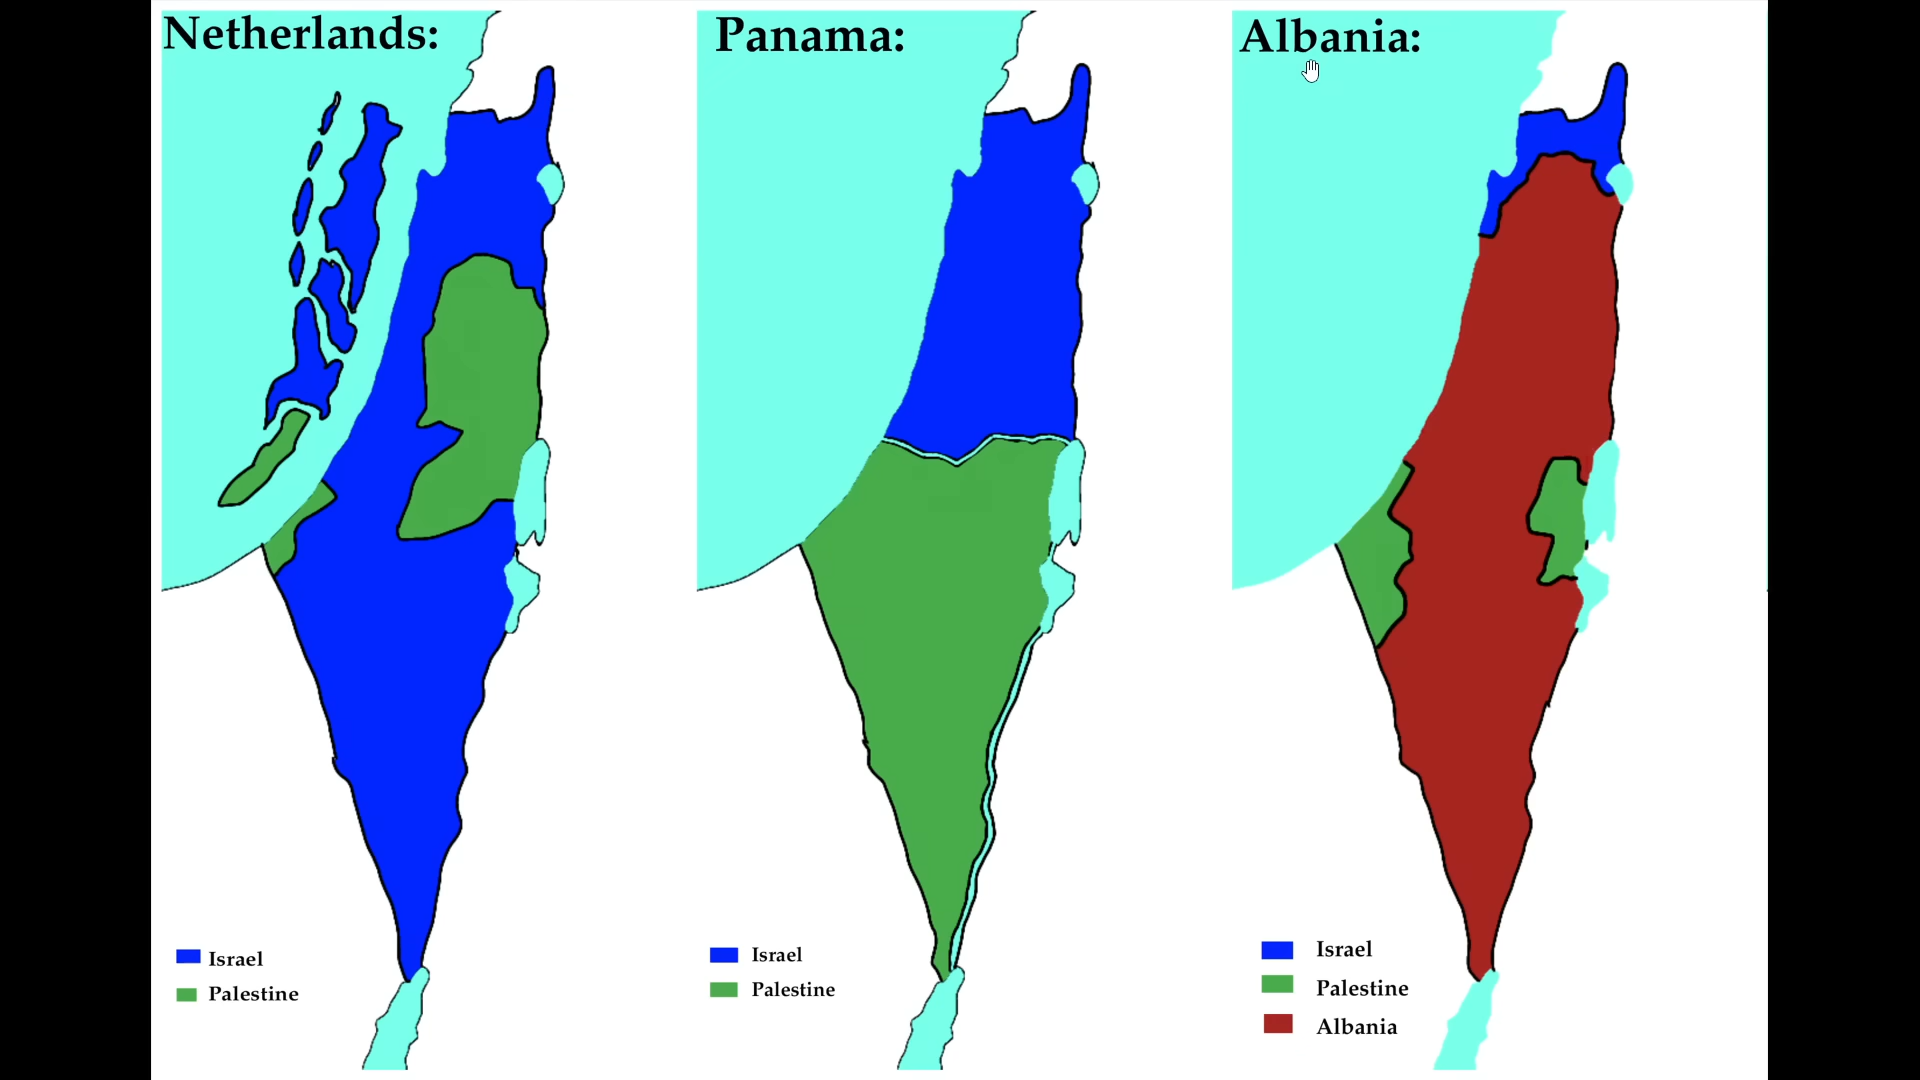 Netherlands:
Israel
Palestine
Panama:
Israel
Palestine
Albania:
Israel
Palestine
Albania